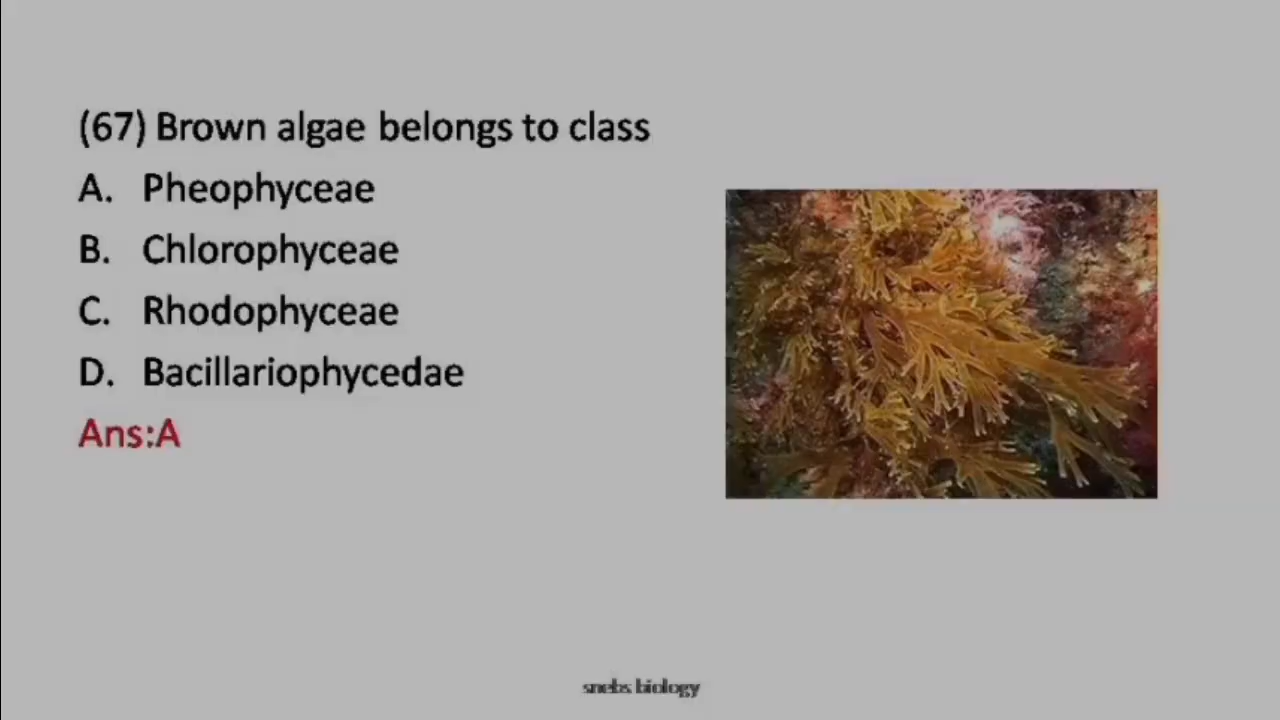 (67) Brown algae belongs to class
A. Pheophyceae
B. Chlorophyceae
C. Rhodophyceae
D. Bacillariophycedae
Ans:A
snebs biology